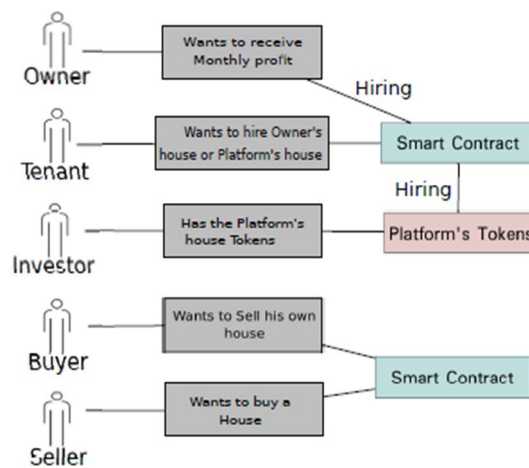 Wants to receive
Monthly profit
Owner
Hiring
Wants to hire Owner's
house or Platform's house
Smart Contract
Tenant
Hiring
Has the Platform's
house Tokens
Platform's Tokens
Investor
Wants to Sell his own
house
Buyer
Smart Contract
Wants to buy a
House
Seller